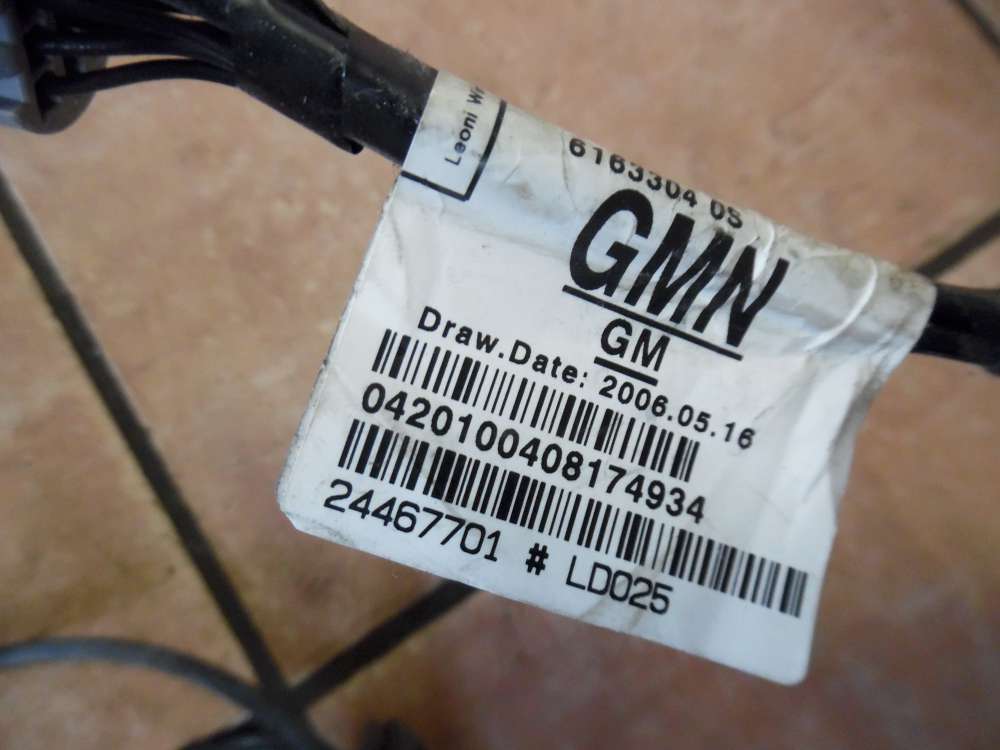 Leoni
6163304 0S
GMN
GM
Draw.Date: 2006.05.16
0420100408174934
24467701 # LD025